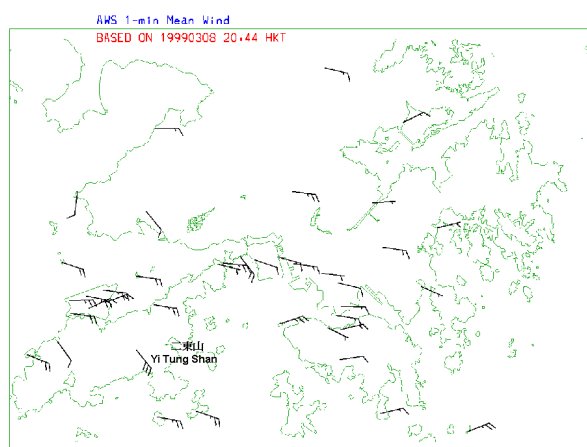 AWS 1-min Mean Wind
BASED ON 19990308 20:44 HKT
二東山
Yi Tung Shan